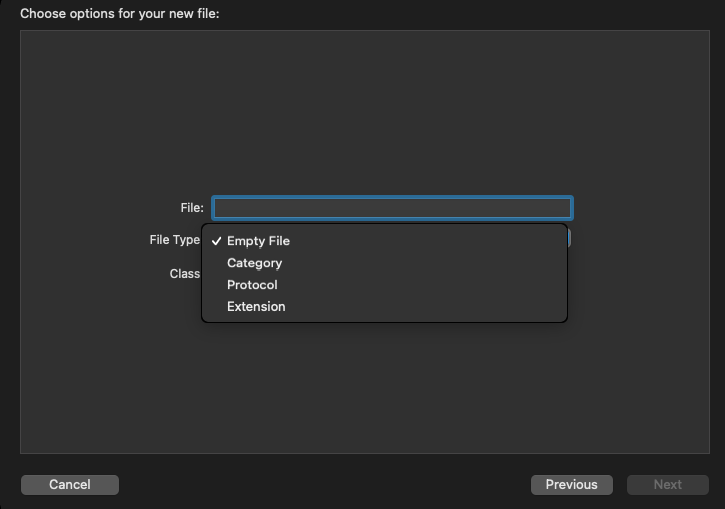 Choose options for your new file:
File:
File Type
✓ Empty File
Category
Class
Protocol
Extension
Cancel
Previous
Next